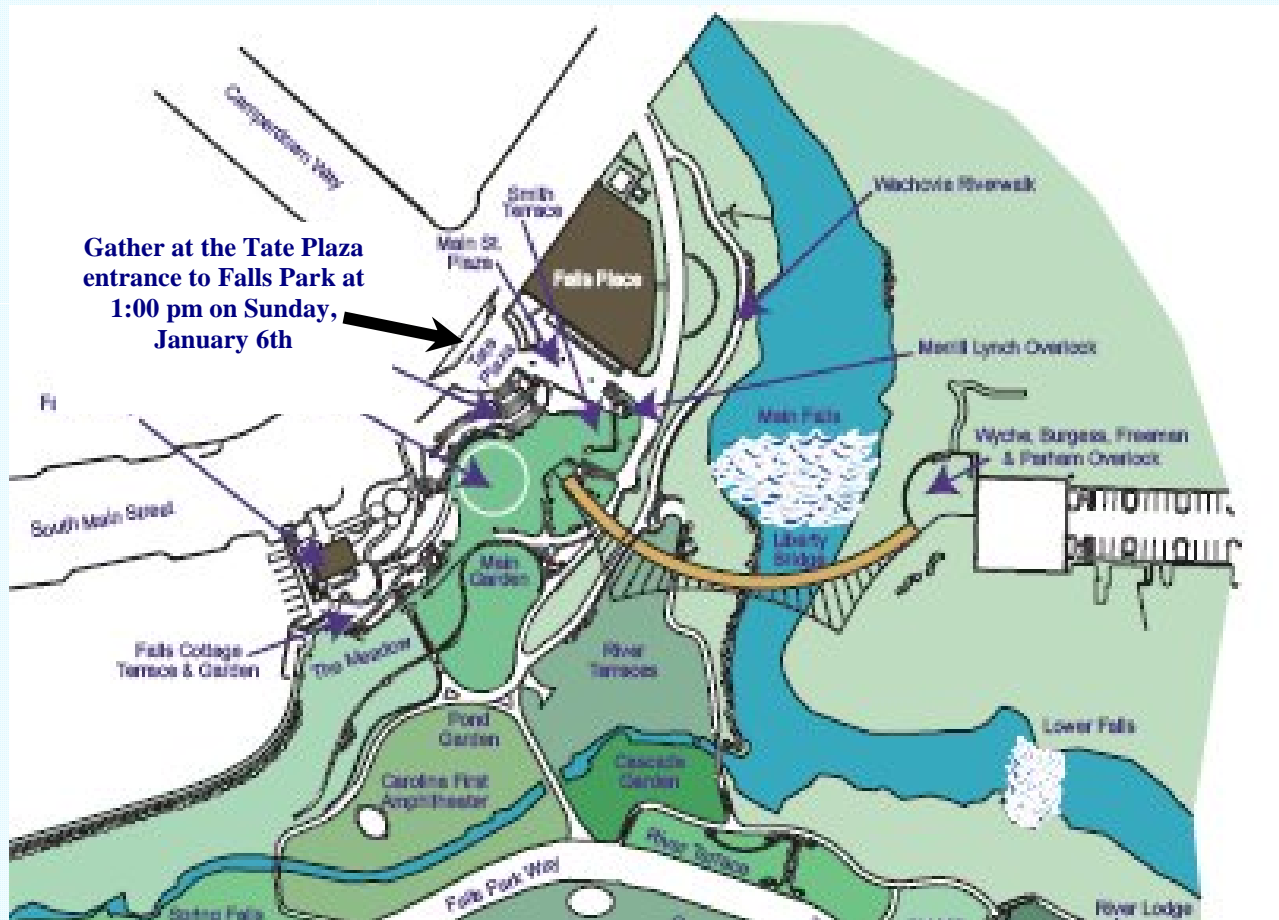 Camperdown Way
Smith
Terrace
Main St.
Plaza
Falls Place
Wachovia Riverwalk
Gather at the Tate Plaza
entrance to Falls Park at
1:00 pm on Sunday,
January 6th
Tate
Plaza
Merrill Lynch Overlook
Main Falls
Wyche, Burgess, Freeman
& Parham Overlook
South Main Street
Liberty
Bridge
Main
Garden
Falls Cottage
Terrace & Garden
The Meadow
River
Terraces
Pond
Garden
Lower Falls
Carolina First
Amphitheater
Cascade
Garden
River Terrace
Falls Park Way
Spring Falls
River Lodge